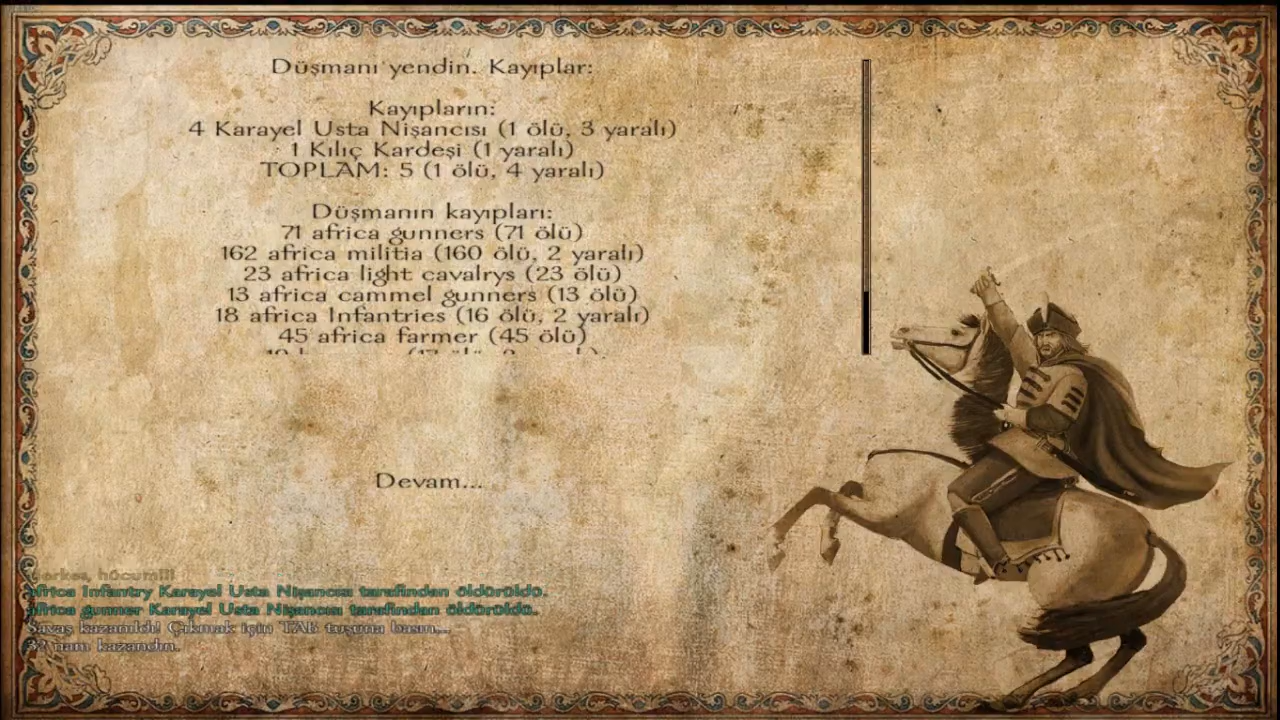 Düşmanı yendin. Kayıplar:
Kayıpların:
4 Karayel Usta Nişancısı (1 ölü, 3 yaralı)
1 Kılıç Kardeşi (1 yaralı)
TOPLAM: 5 (1 ölü, 4 yaralı)
Düşmanın kayıpları:
71 africa gunners (71 ölü)
162 africa militia (160 ölü, 2 yaralı)
23 africa light cavalrys (23 ölü)
13 africa cammel gunners (13 ölü)
18 africa Infantries (16 ölü, 2 yaralı)
45 africa farmer (45 ölü)
Devam...
hücum!!!
africa Infantry Karayel Usta Nişancısı tarafından öldürüldü.
africa gunner Karayel Usta Nişancısı tarafından öldürüldü.
Savaş kazanıldı! Çıkmak için TAB tuşuna basın...
32 nam kazandın.